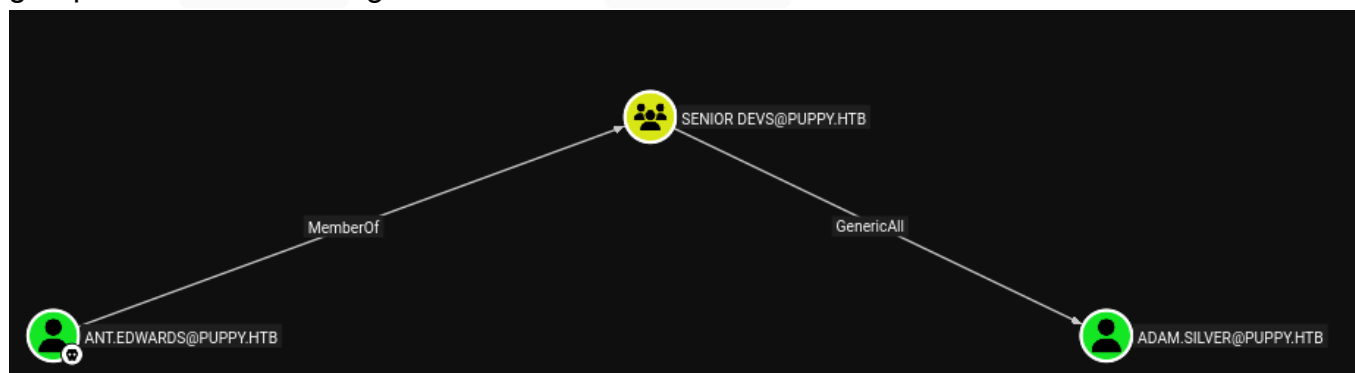 SENIOR DEVS@PUPPY.HTB
MemberOf
GenericAll
ANT.EDWARDS@PUPPY.HTB
ADAM.SILVER@PUPPY.HTB